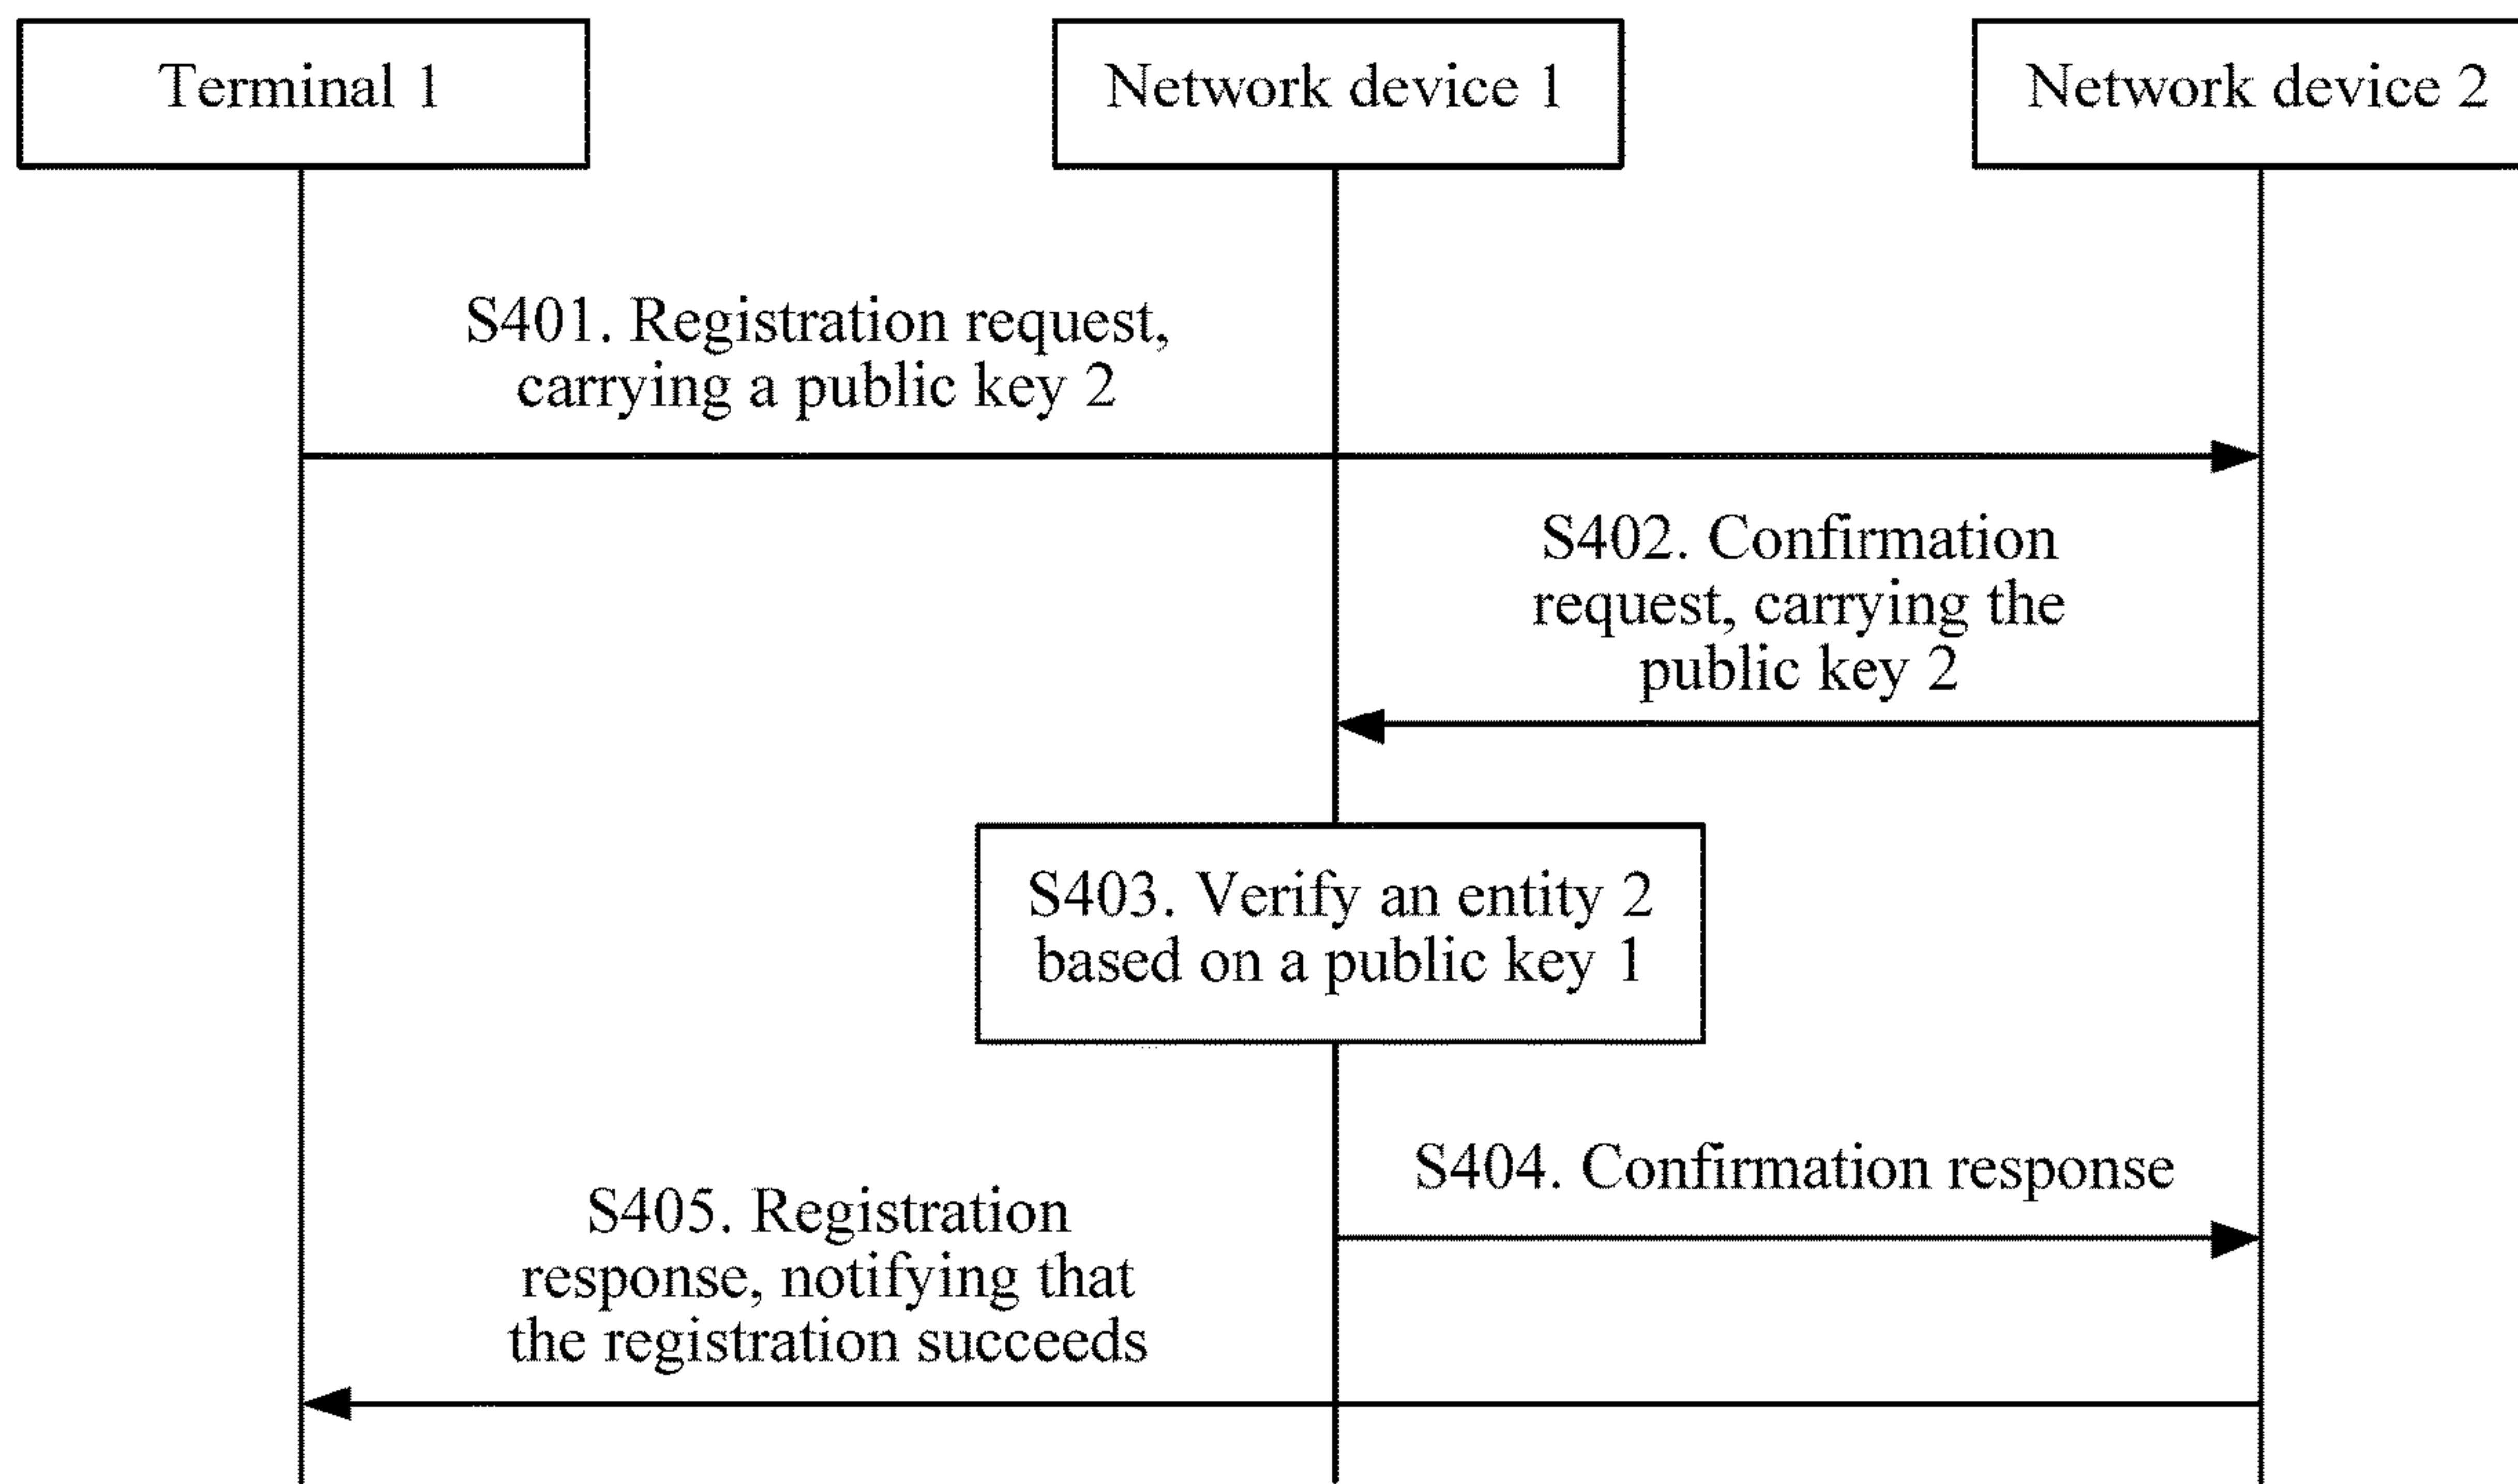 Terminal 1
Network device 1
Network device 2
S401. Registration request,
carrying a public key 2
S402. Confirmation
request, carrying the
public key 2
S403. Verify an entity 2
based on a public key 1
S404. Confirmation response
S405. Registration
response, notifying that
the registration succeeds